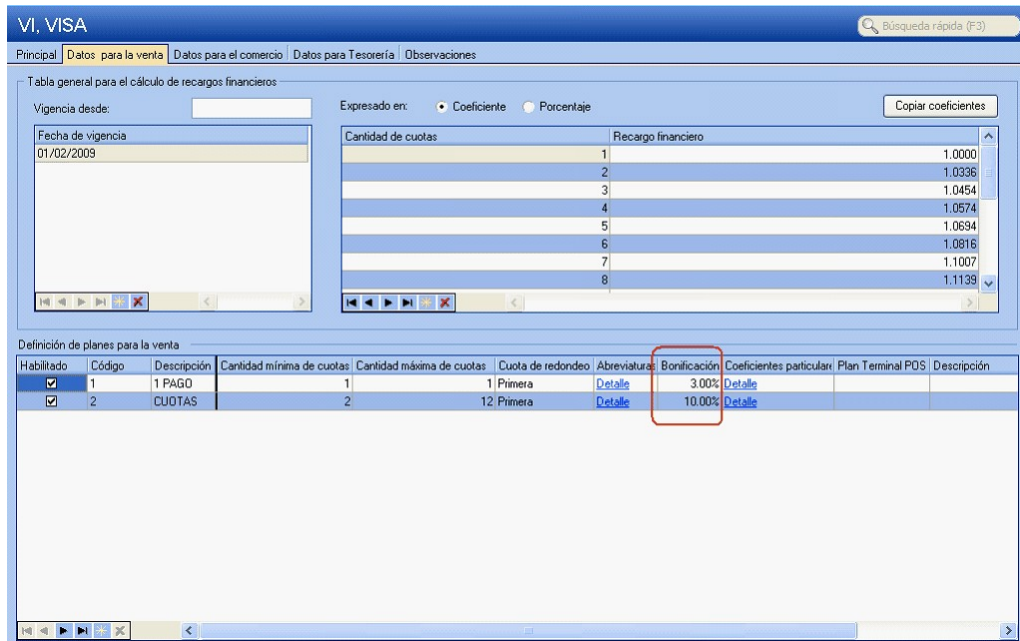 VI, VISA
Búsqueda rápida (F3)
Principal Datos para la venta Datos para el comercio Datos para Tesorería Observaciones
Tabla general para el cálculo de recargos financieros
Vigencia desde: Expresado en: Coeficiente Porcentaje Copiar coeficientes
Fecha de vigencia
01/02/2009
Cantidad de cuotas Recargo financiero
1 1.0000
2 1.0336
3 1.0454
4 1.0574
5 1.0694
6 1.0816
7 1.1007
8 1.1139
Definición de planes para la venta
Habilitado Código Descripción Cantidad mínima de cuotas Cantidad máxima de cuotas Cuota de redondeo Abreviaturas Bonificación Coeficientes particulare Plan Terminal POS Descripción
1 1 PAGO 1 1 Primera Detalle 3.00% Detalle
2 CUOTAS 2 12 Primera Detalle 10.00% Detalle